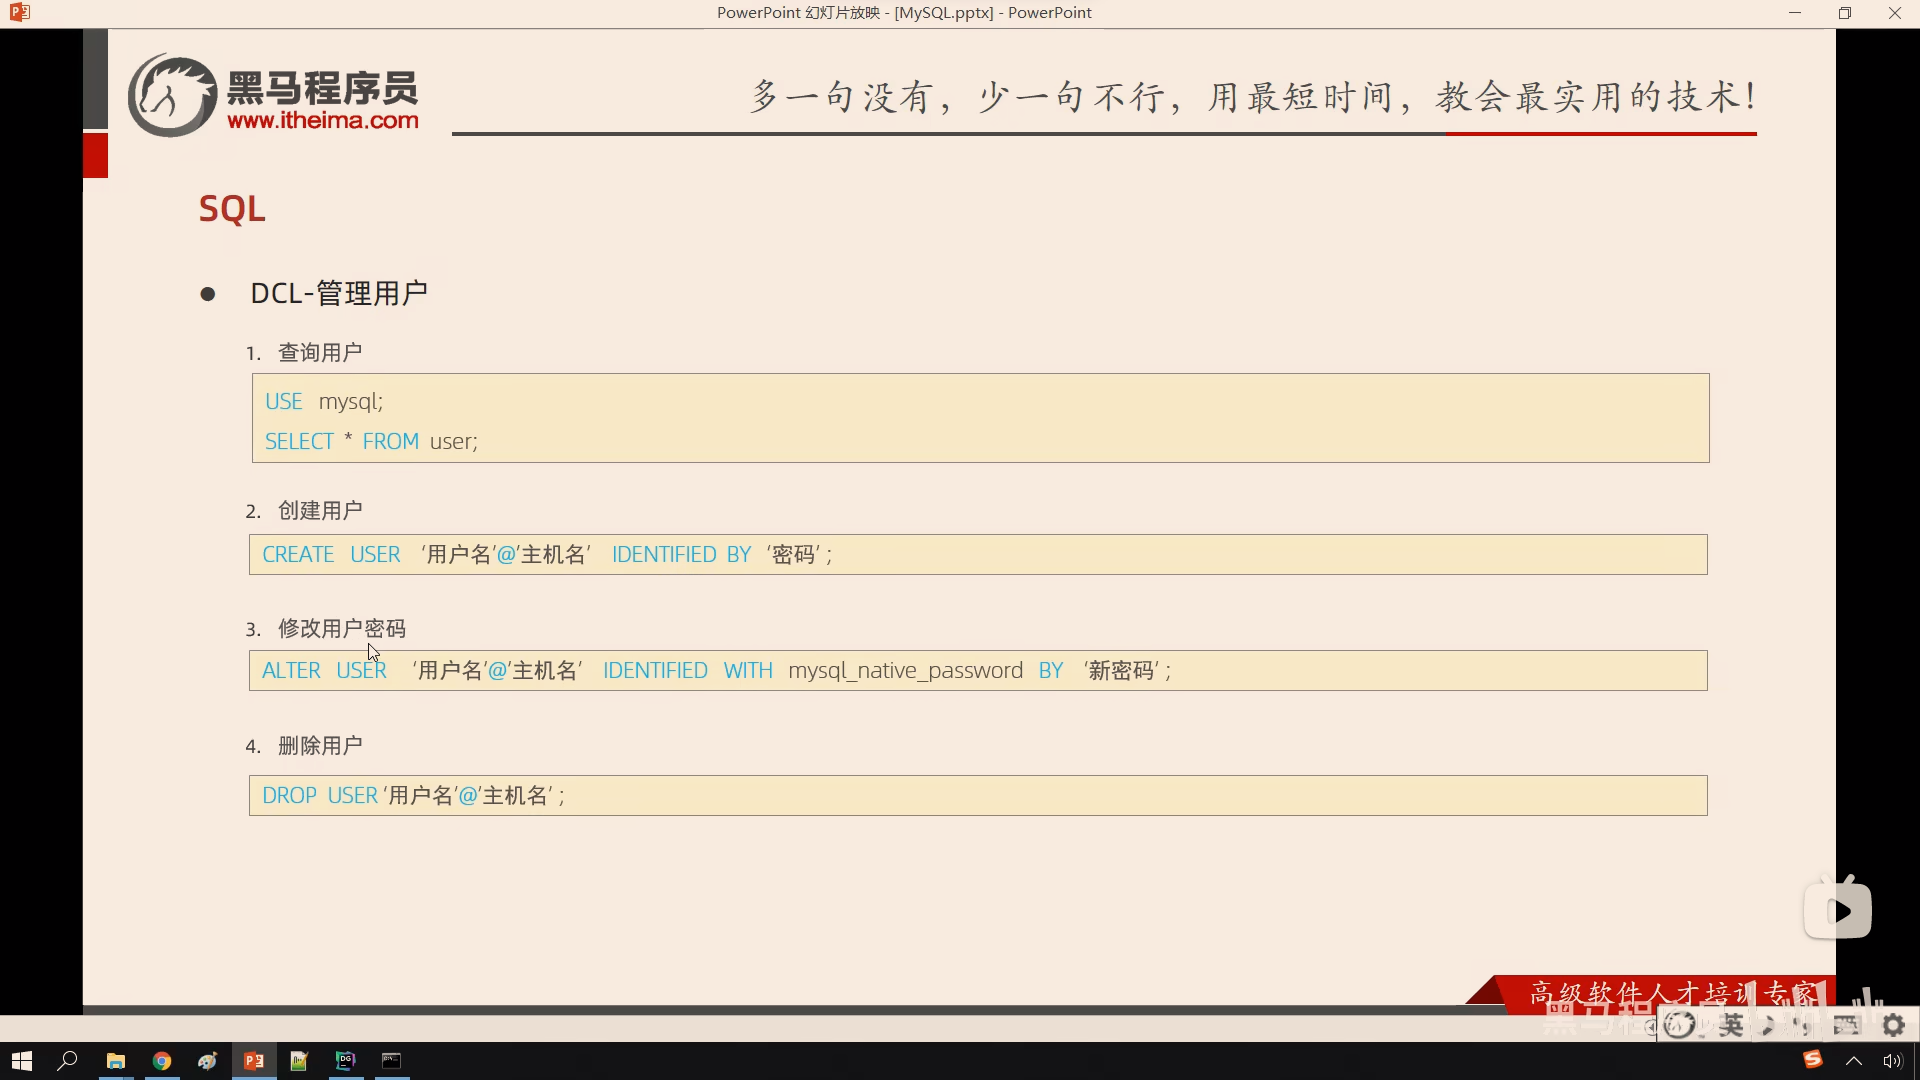 PowerPoint 幻灯片放映 - [MySQL.pptx] - PowerPoint
黑马程序员
www.itheima.com
多一句没有，少一句不行，用最短时间，教会最实用的技术！
SQL
● DCL-管理用户
1. 查询用户
USE mysql;
SELECT * FROM user;
2. 创建用户
CREATE USER ‘用户名’@’主机名’ IDENTIFIED BY ‘密码’ ;
3. 修改用户密码
ALTER USER ‘用户名’@’主机名’ IDENTIFIED WITH mysql_native_password BY ‘新密码’ ;
4. 删除用户
DROP USER ‘用户名’@’主机名’ ;
高级软件人才培训专家
英